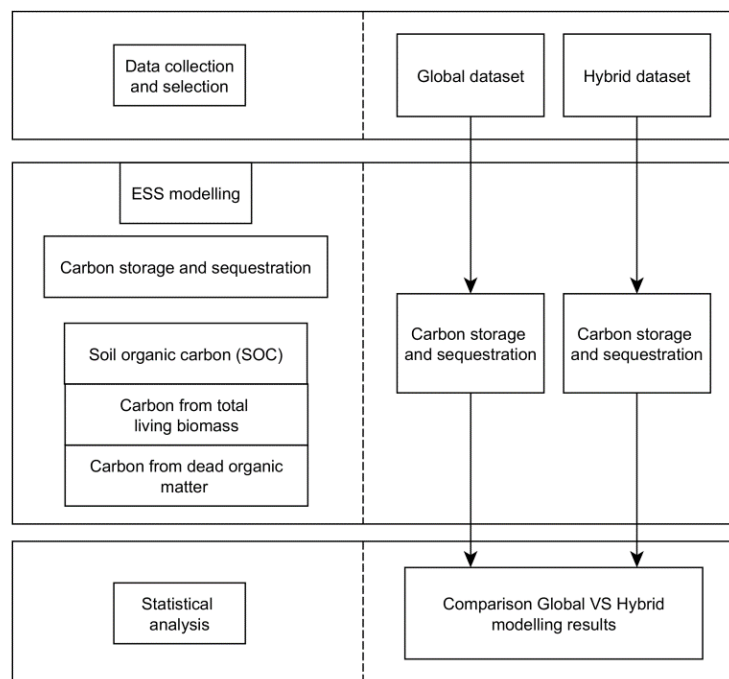 Data collection
and selection
Global dataset
Hybrid dataset
ESS modelling
Carbon storage and sequestration
Soil organic carbon (SOC)
Carbon from total
living biomass
Carbon from dead organic
matter
Carbon storage
and sequestration
Carbon storage
and sequestration
Statistical
analysis
Comparison Global VS Hybrid
modelling results